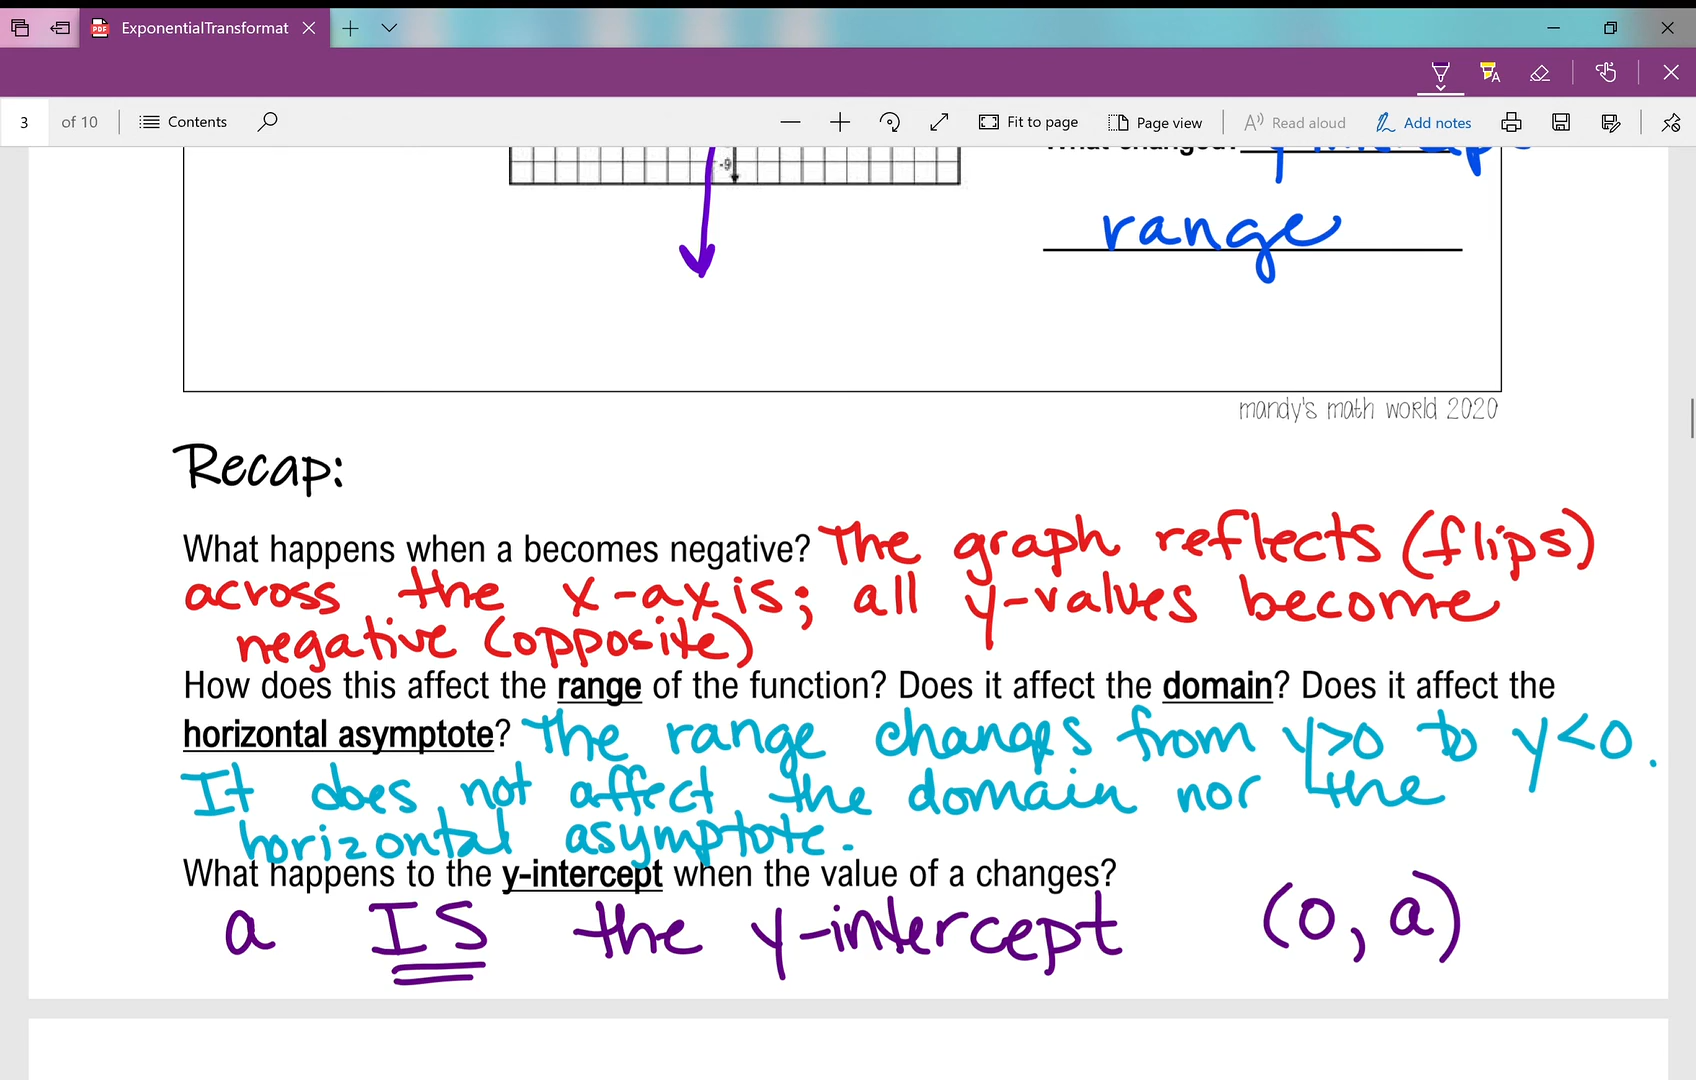 ExponentialTransformat
3 of 10 Contents Fit to page Page view Read aloud Add notes
-9
What changed?
range
mandy's math world 2020
Recap:
What happens when a becomes negative? The graph reflects (flips)
across the x-axis; all y-values become
negative (opposite)
How does this affect the range of the function? Does it affect the domain? Does it affect the
horizontal asymptote? The range changes from y>0 to y<0.
It does not affect the domain nor the
horizontal asymptote.
What happens to the y-intercept when the value of a changes?
a IS the y-intercept (0, a)